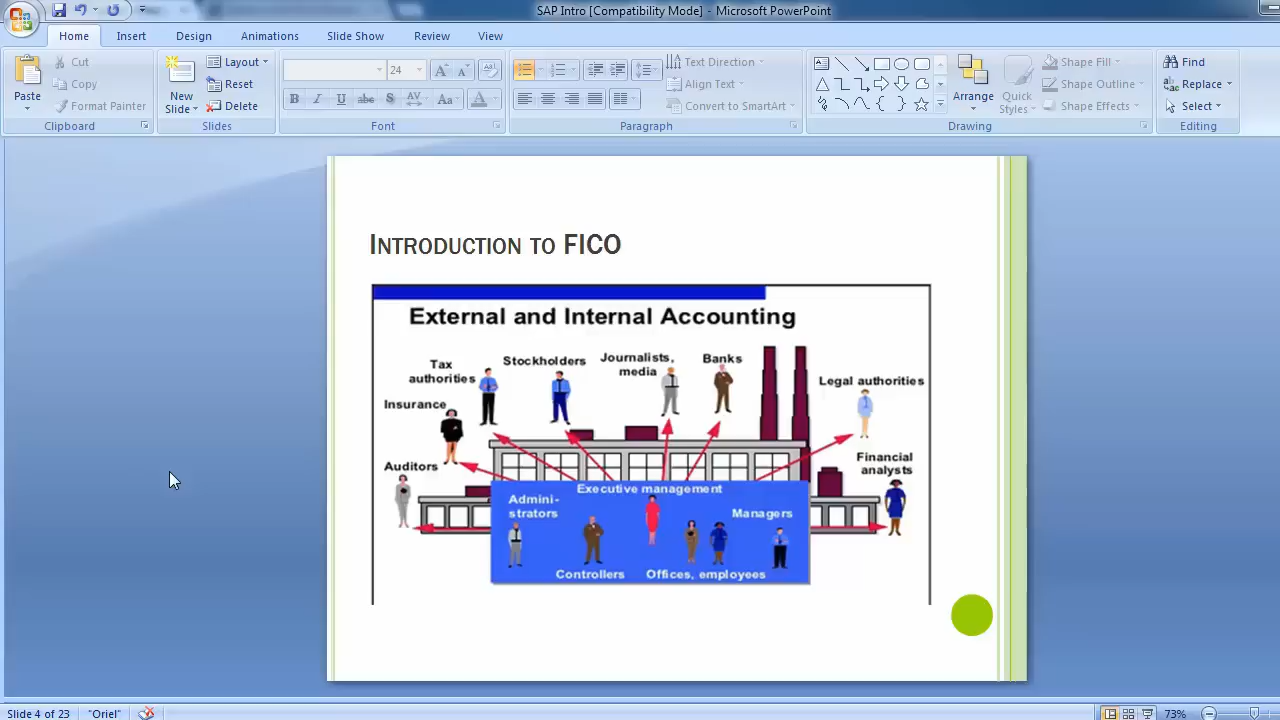 SAP Intro [Compatibility Mode] - Microsoft PowerPoint
Home Insert Design Animations Slide Show Review View
Paste
Cut
Copy
Format Painter
Clipboard
New
Slide
Layout
Reset
Delete
Slides
24
Font
Text Direction
Align Text
Convert to SmartArt
Paragraph
Arrange
Quick
Styles
Shape Fill
Shape Outline
Shape Effects
Drawing
Find
Replace
Select
Editing
INTRODUCTION TO FICO
External and Internal Accounting
Tax
authorities
Stockholders
Journalists,
media
Banks
Legal authorities
Insurance
Auditors
Financial
analysts
Executive management
Admini-
strators
Managers
Controllers
Offices, employees
Slide 4 of 23
"Oriel"
73%